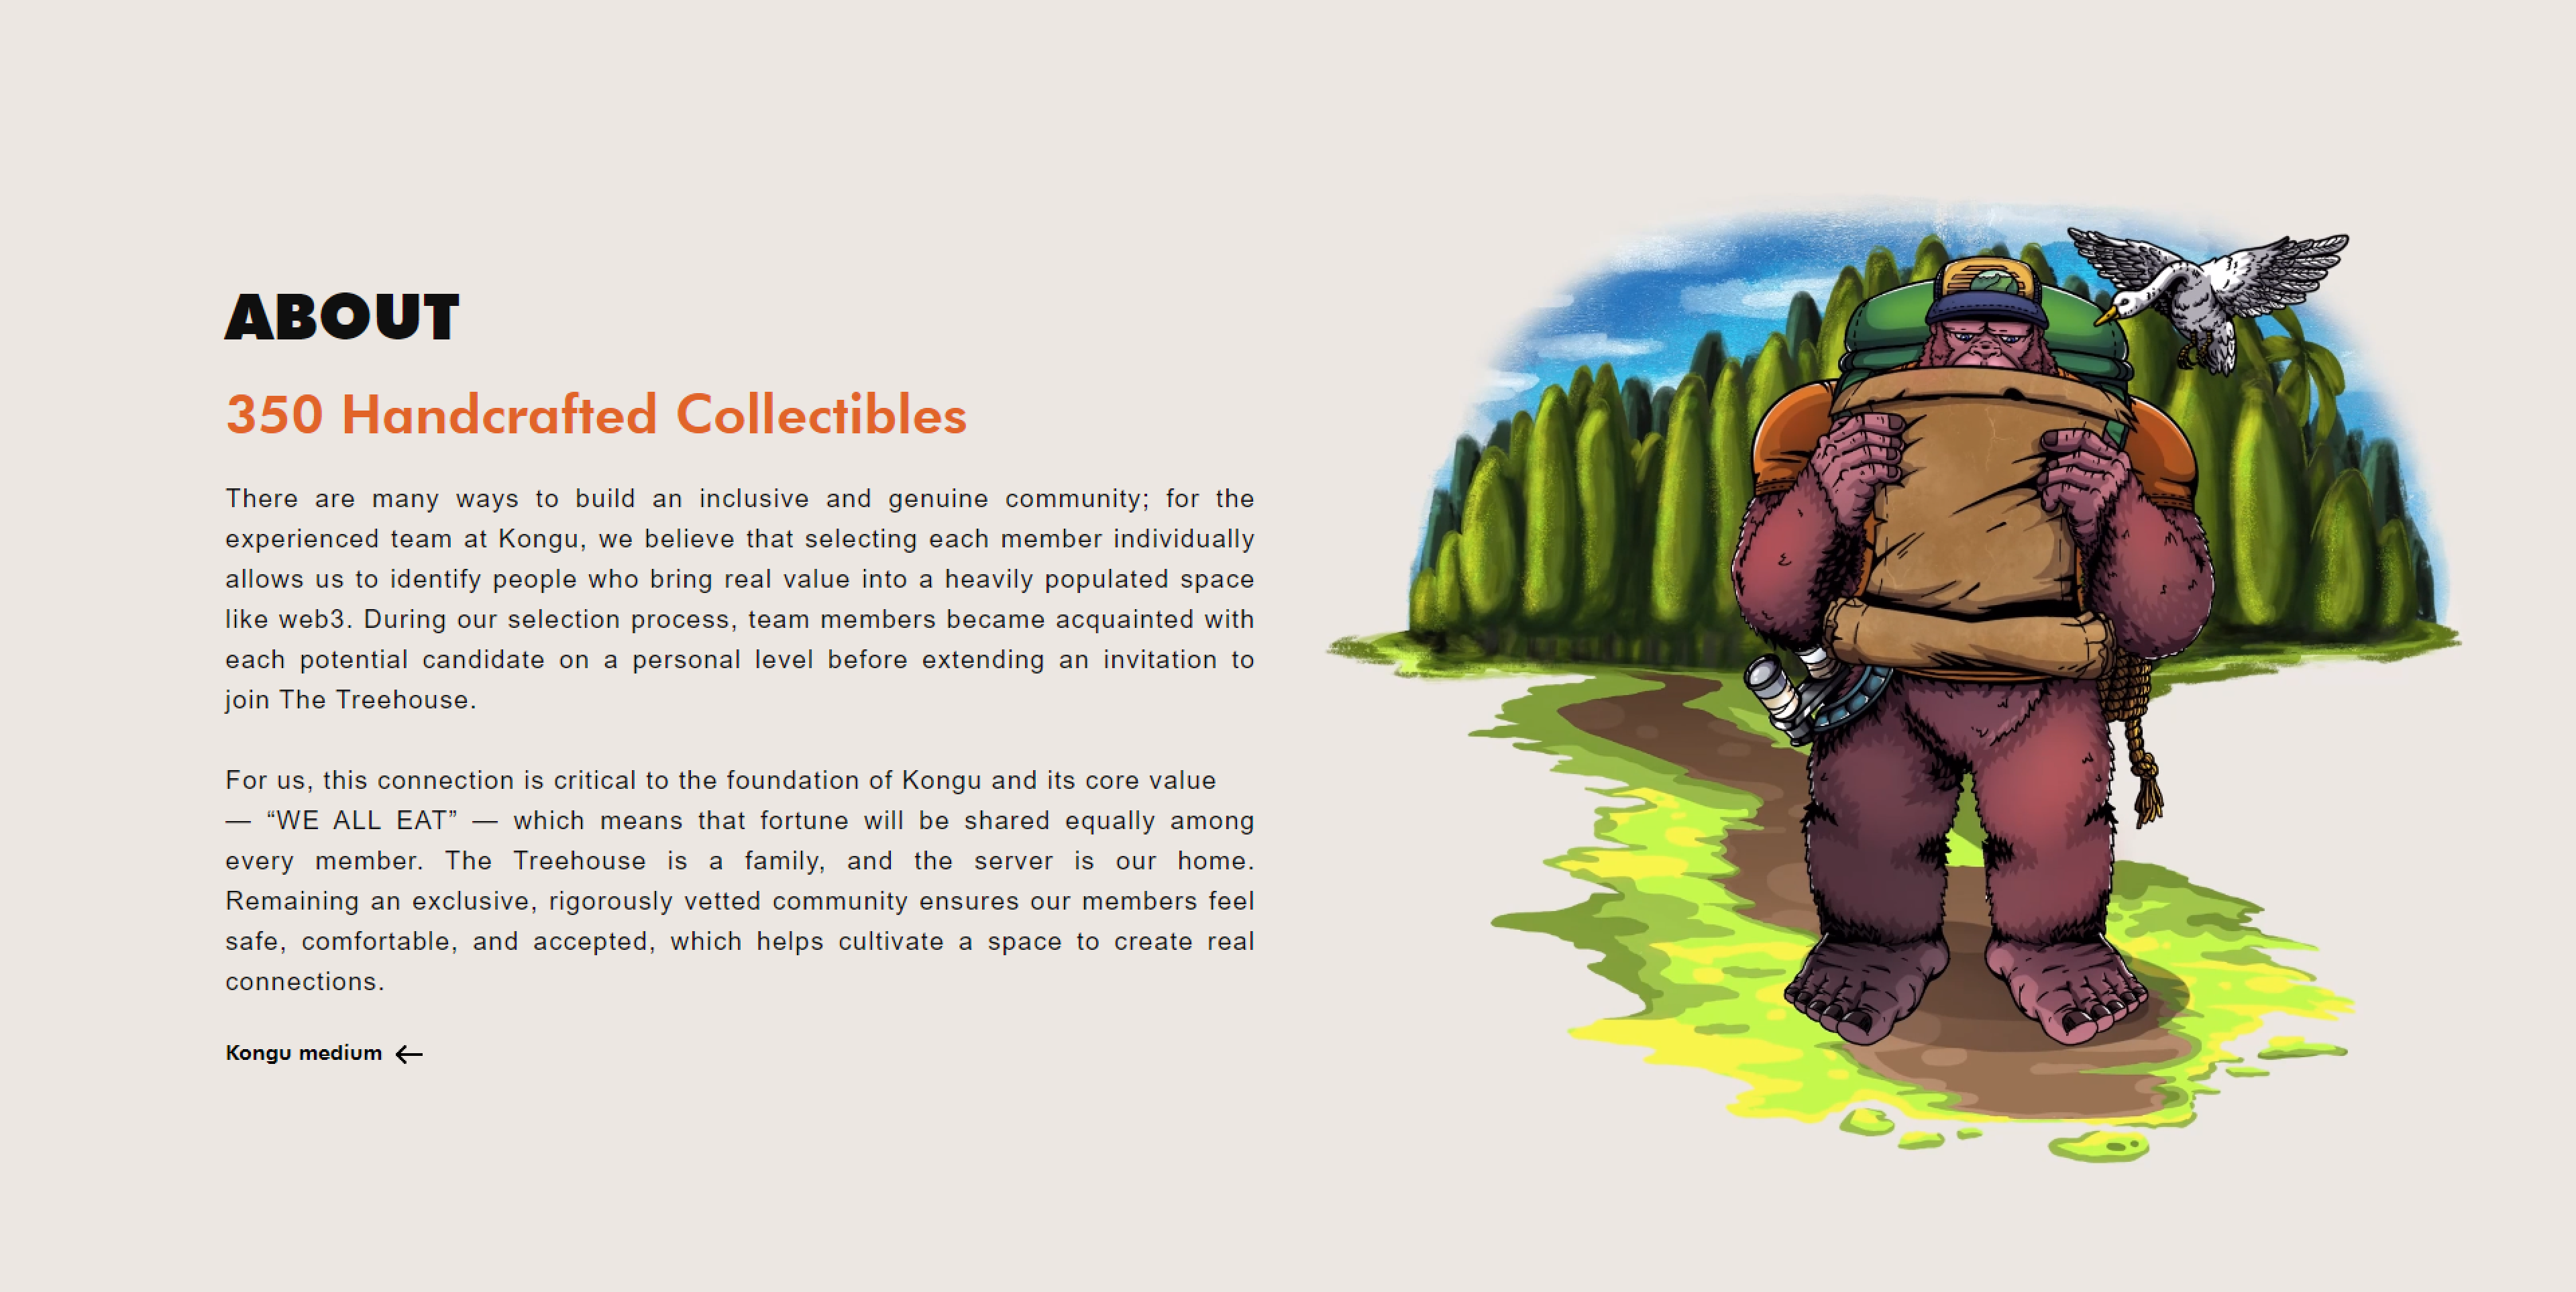 ABOUT
350 Handcrafted Collectibles
There are many ways to build an inclusive and genuine community; for the
experienced team at Kongu, we believe that selecting each member individually
allows us to identify people who bring real value into a heavily populated space
like web3. During our selection process, team members became acquainted with
each potential candidate on a personal level before extending an invitation to
join The Treehouse.
For us, this connection is critical to the foundation of Kongu and its core value
— “WE ALL EAT” — which means that fortune will be shared equally among
every member. The Treehouse is a family, and the server is our home.
Remaining an exclusive, rigorously vetted community ensures our members feel
safe, comfortable, and accepted, which helps cultivate a space to create real
connections.
Kongu medium